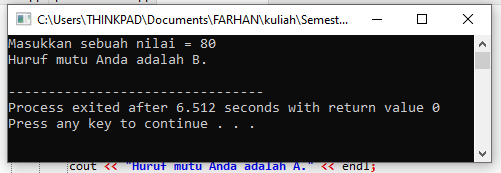 C:\Users\THINKPAD\Documents\FARHAN\kuliah\Semest...
Masukkan sebuah nilai = 80
Huruf mutu Anda adalah B.
--------------------------------
Process exited after 6.512 seconds with return value 0
Press any key to continue . . .
cout << "Huruf mutu Anda adalah A." << endl;